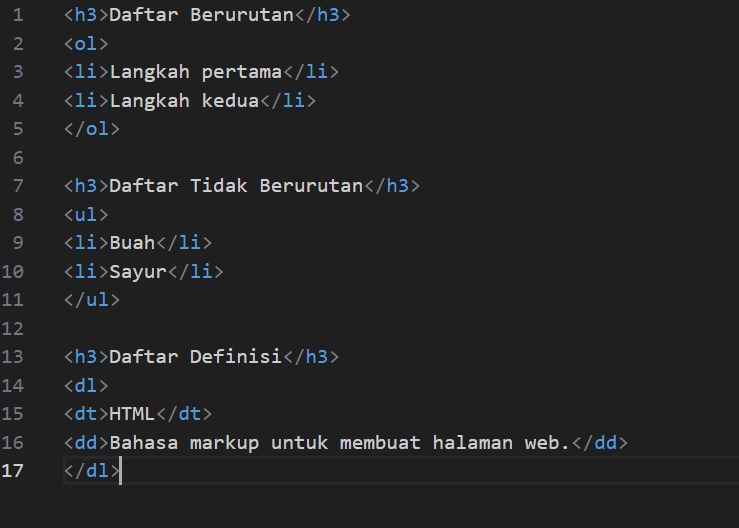 1 <h3>Daftar Berurutan</h3>
2 <ol>
3 <li>Langkah pertama</li>
4 <li>Langkah kedua</li>
5 </ol>
6
7 <h3>Daftar Tidak Berurutan</h3>
8 <ul>
9 <li>Buah</li>
10 <li>Sayur</li>
11 </ul>
12
13 <h3>Daftar Definisi</h3>
14 <dl>
15 <dt>HTML</dt>
16 <dd>Bahasa markup untuk membuat halaman web.</dd>
17 </dl>